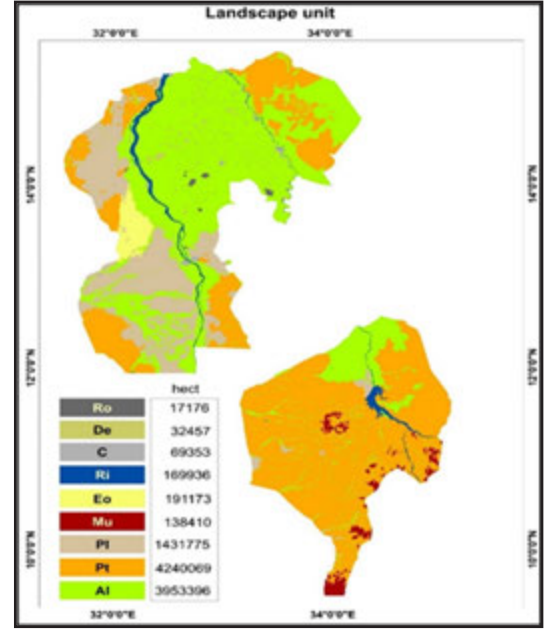 Landscape unit
32°0'0"E 34°0'0"E
14°0'0"N 14°0'0"N
12°0'0"N 12°0'0"N
hect
Ro 17176
De 32457
C 69353
Ri 169936
Eo 191173
Mu 138410
Pl 1431775
Pt 4240069
Al 3953396
10°0'0"N 10°0'0"N
32°0'0"E 34°0'0"E